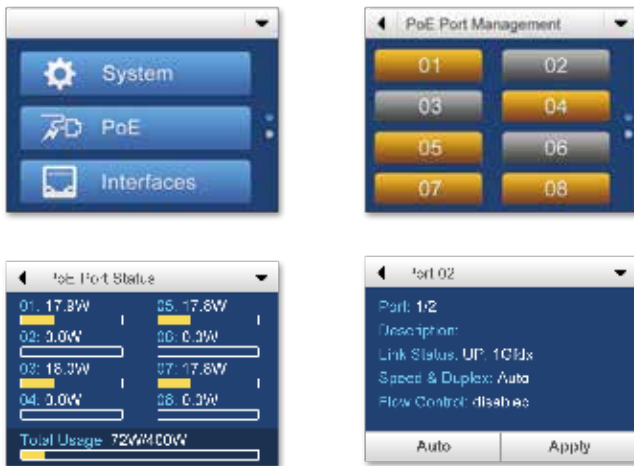 System
PoE
Interfaces
PoE Port Management
01 02
03 04
05 06
07 08
PoE Port Status
01: 17.9W 05: 17.8W
02: 0.0W 06: 0.0W
03: 18.0W 07: 17.8W
04: 0.0W 08: 0.0W
Total Usage 72W/400W
Port 02
Port: 1/2
Description:
Link Status: UP, 1Gfdx
Speed & Duplex: Auto
Flow Control: disabled
Auto Apply